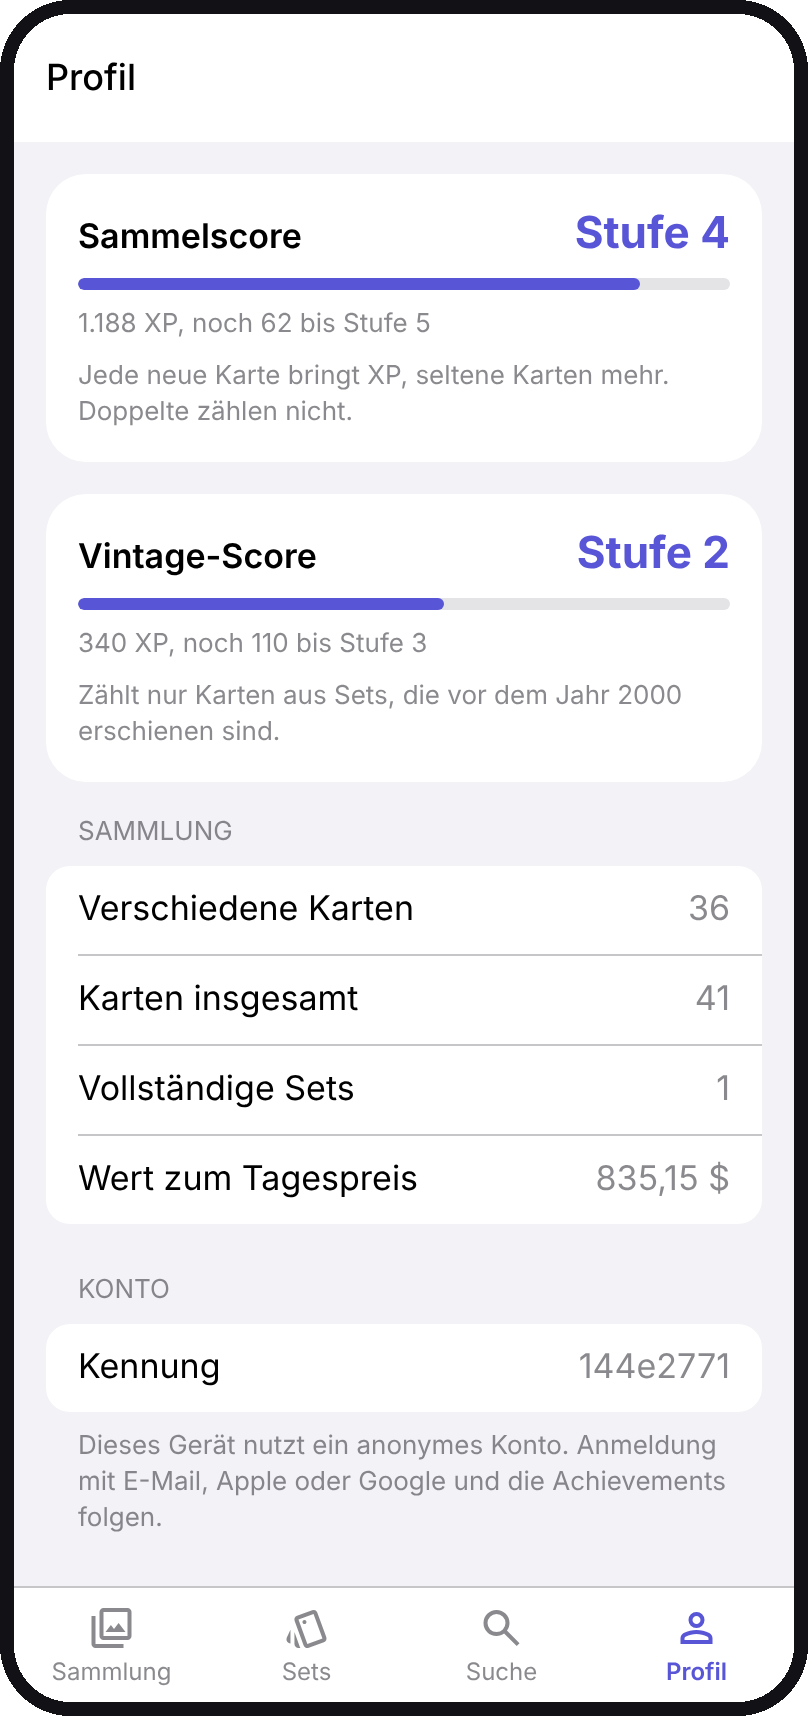 Profil
Sammelscore
Stufe 4
1.188 XP, noch 62 bis Stufe 5
Jede neue Karte bringt XP, seltene Karten mehr.
Doppelte zählen nicht.
Vintage-Score
Stufe 2
340 XP, noch 110 bis Stufe 3
Zählt nur Karten aus Sets, die vor dem Jahr 2000
erschienen sind.
SAMMLUNG
Verschiedene Karten 36
Karten insgesamt 41
Vollständige Sets 1
Wert zum Tagespreis 835,15 $
KONTO
Kennung 144e2771
Dieses Gerät nutzt ein anonymes Konto. Anmeldung
mit E-Mail, Apple oder Google und die Achievements
folgen.
Sammlung Sets Suche Profil